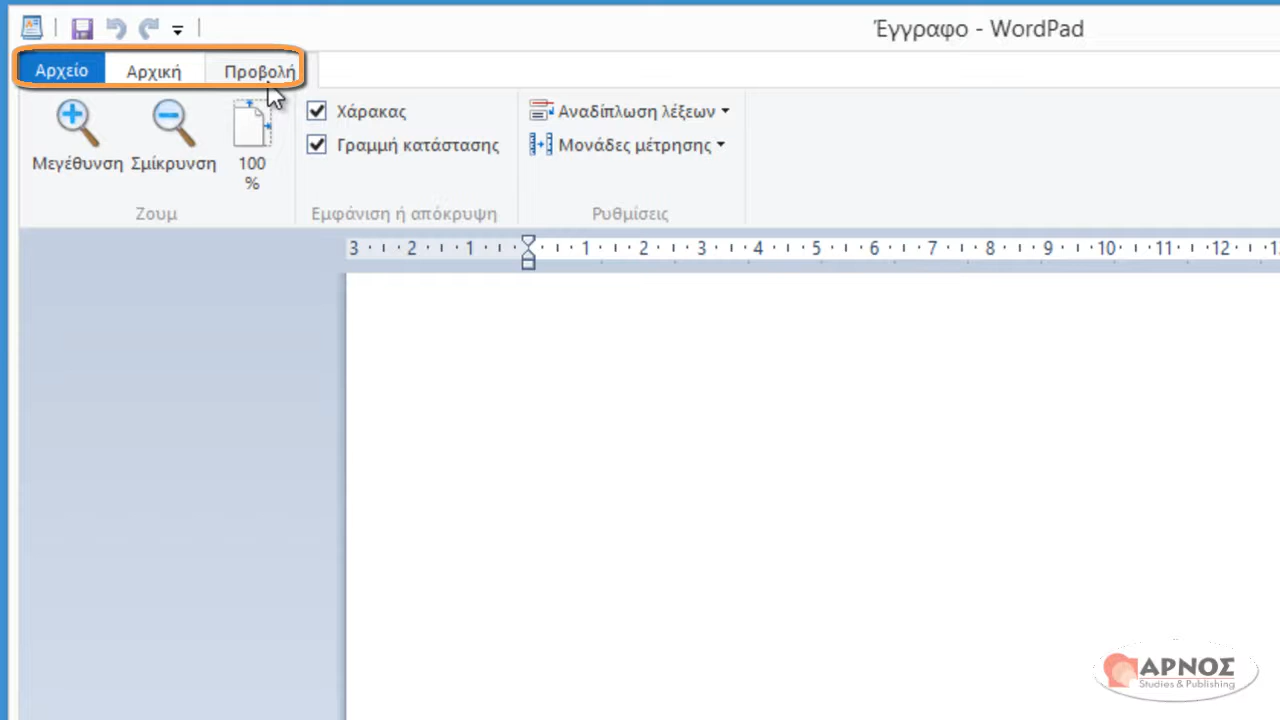 Έγγραφο - WordPad
Αρχείο Αρχική Προβολή
Μεγέθυνση Σμίκρυνση 100 %
Ζουμ
Χάρακας
Γραμμή κατάστασης
Εμφάνιση ή απόκρυψη
Αναδίπλωση λέξεων
Μονάδες μέτρησης
Ρυθμίσεις
3 2 1 1 2 3 4 5 6 7 8 9 10 11 12
ΑΡΝΟΣ
Studies & Publishing